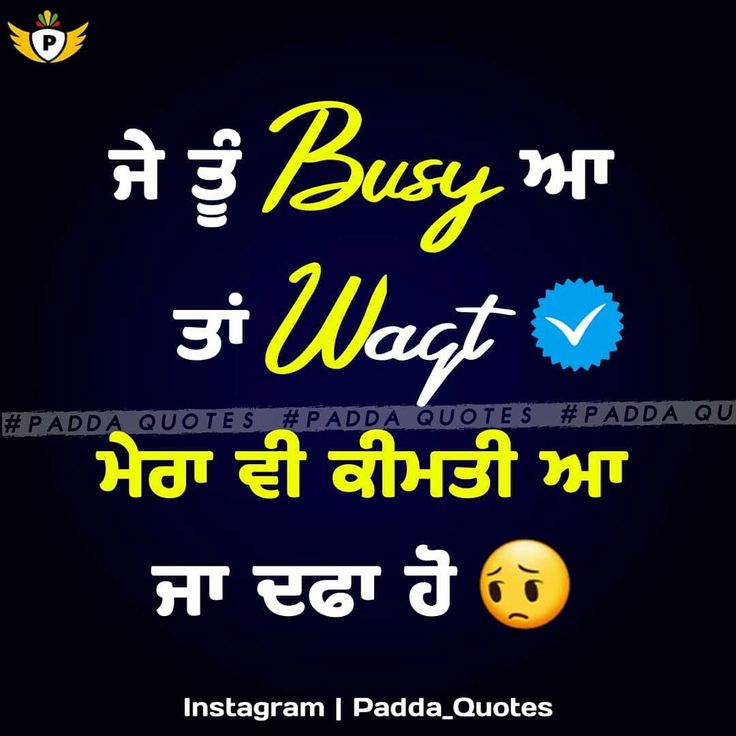 P
ਜੇ ਤੂੰ Busy ਆ
ਤਾਂ Waqt
#PADDA QUOTES #PADDA QUOTES #PADDA QU
ਮੇਰਾ ਵੀ ਕੀਮਤੀ ਆ
ਜਾ ਦਫਾ ਹੋ
Instagram | Padda_Quotes